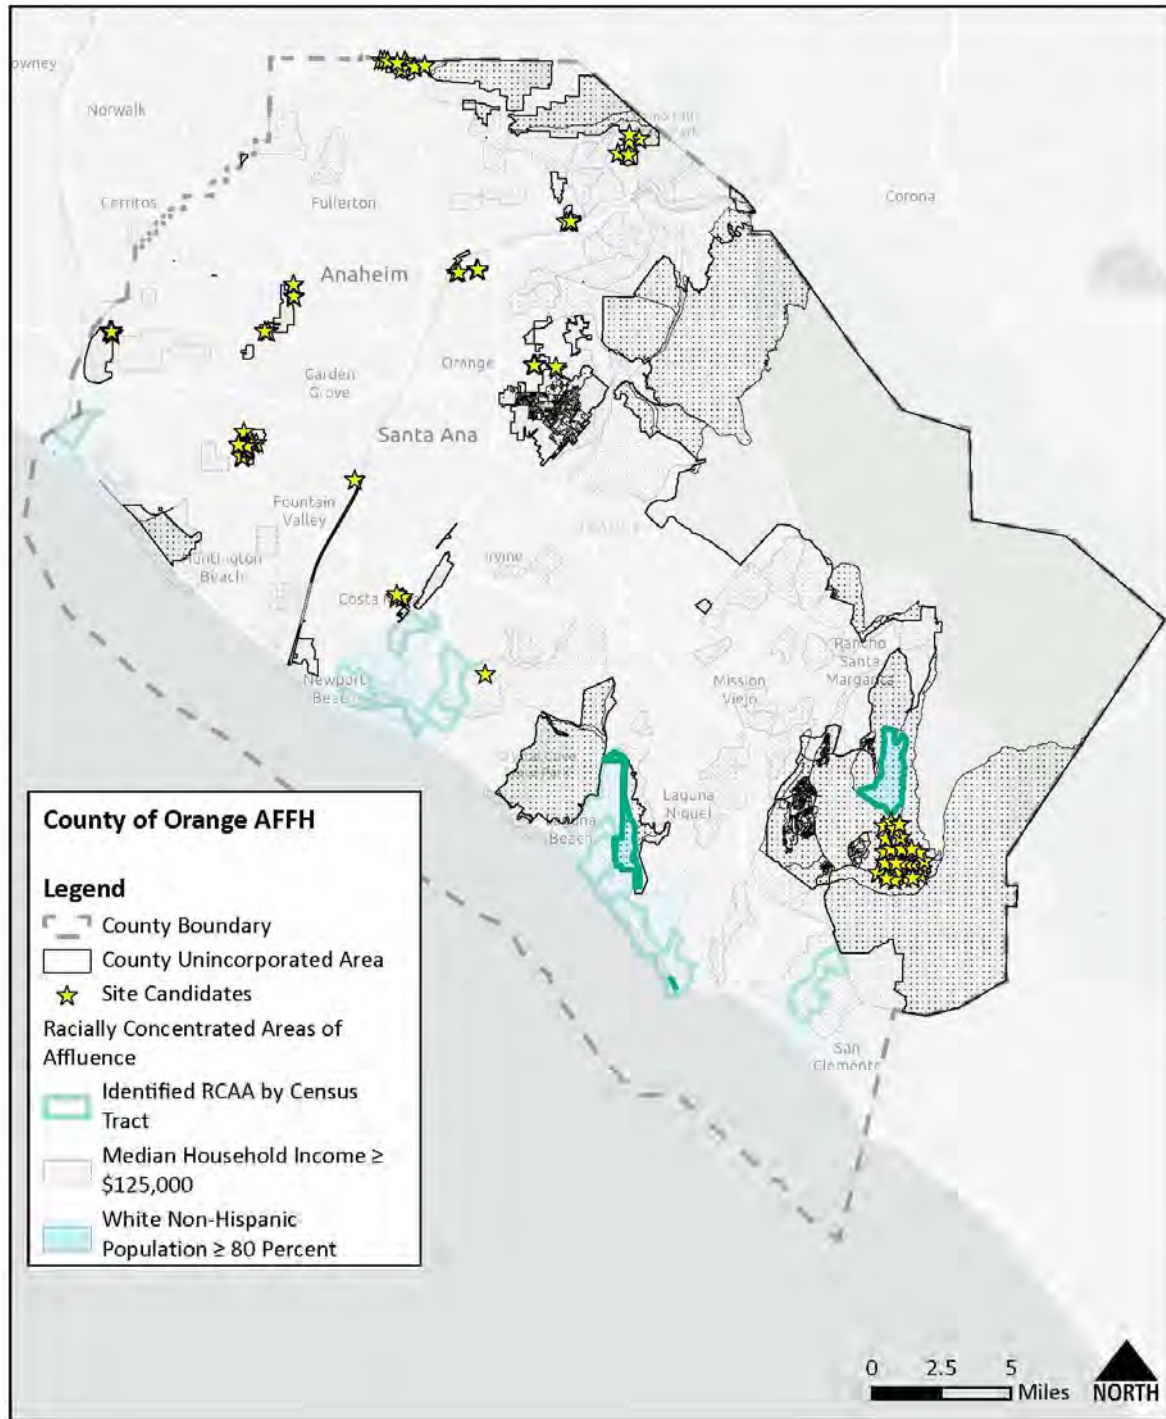 owney
Norwalk
Corona
Cerritos
Fullerton
Anaheim
Orange
Garden
Grove
Santa Ana
Fountain
Valley
Huntington
Beach
Irvine
Costa
Rancho
Santa
Margarita
Mission
Viejo
Newport
Beach
Laguna
Niguel
Laguna
Beach
San
Clemente
County of Orange AFFH
Legend
County Boundary
County Unincorporated Area
Site Candidates
Racially Concentrated Areas of
Affluence
Identified RCAA by Census
Tract
Median Household Income ≥
$125,000
White Non-Hispanic
Population ≥ 80 Percent
0 2.5 5
Miles
NORTH